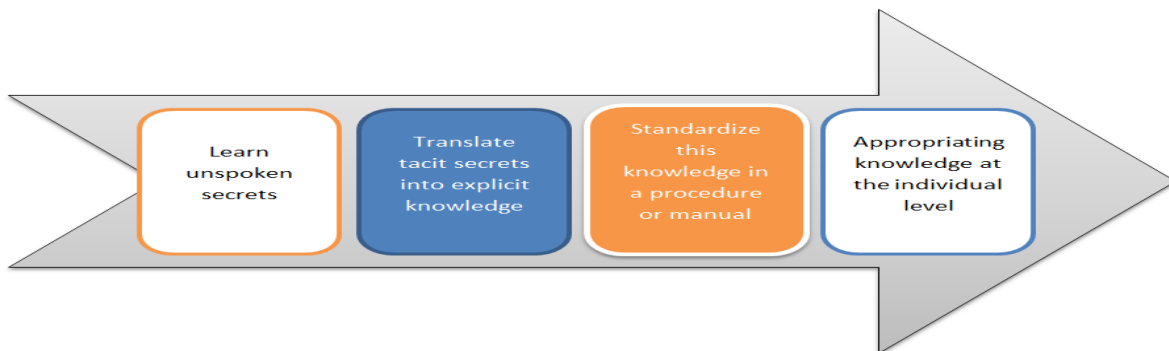 Learn
unspoken
secrets
Translate
tacit secrets
into explicit
knowledge
Standardize
this
knowledge in
a procedure
or manual
Appropriating
knowledge at
the individual
level